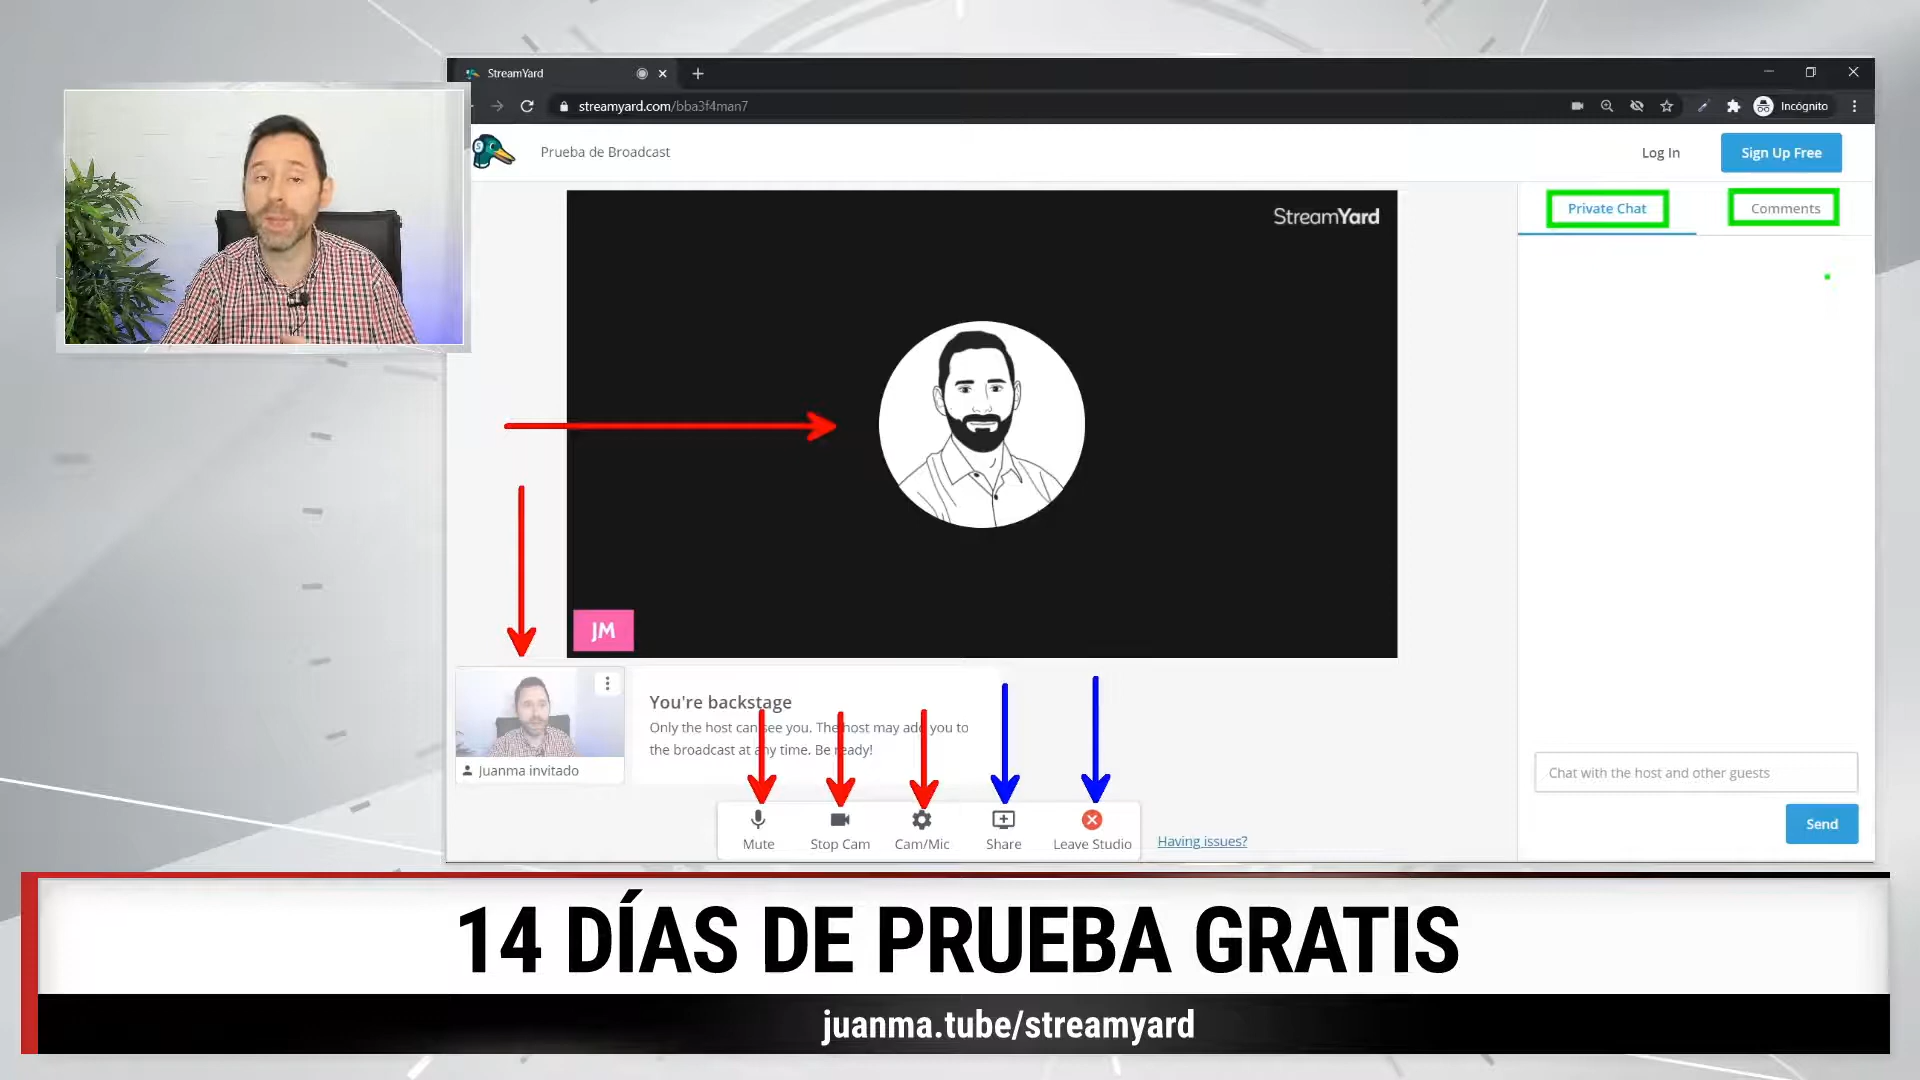 StreamYard
streamyard.com/bba3f4man7
Incógnito
Prueba de Broadcast
Log In
Sign Up Free
StreamYard
Private Chat
Comments
JM
You're backstage
Only the host can see you. The host may add you to
the broadcast at any time. Be ready!
Juanma invitado
Chat with the host and other guests
Send
Mute
Stop Cam
Cam/Mic
Share
Leave Studio
Having issues?
14 DÍAS DE PRUEBA GRATIS
juanma.tube/streamyard